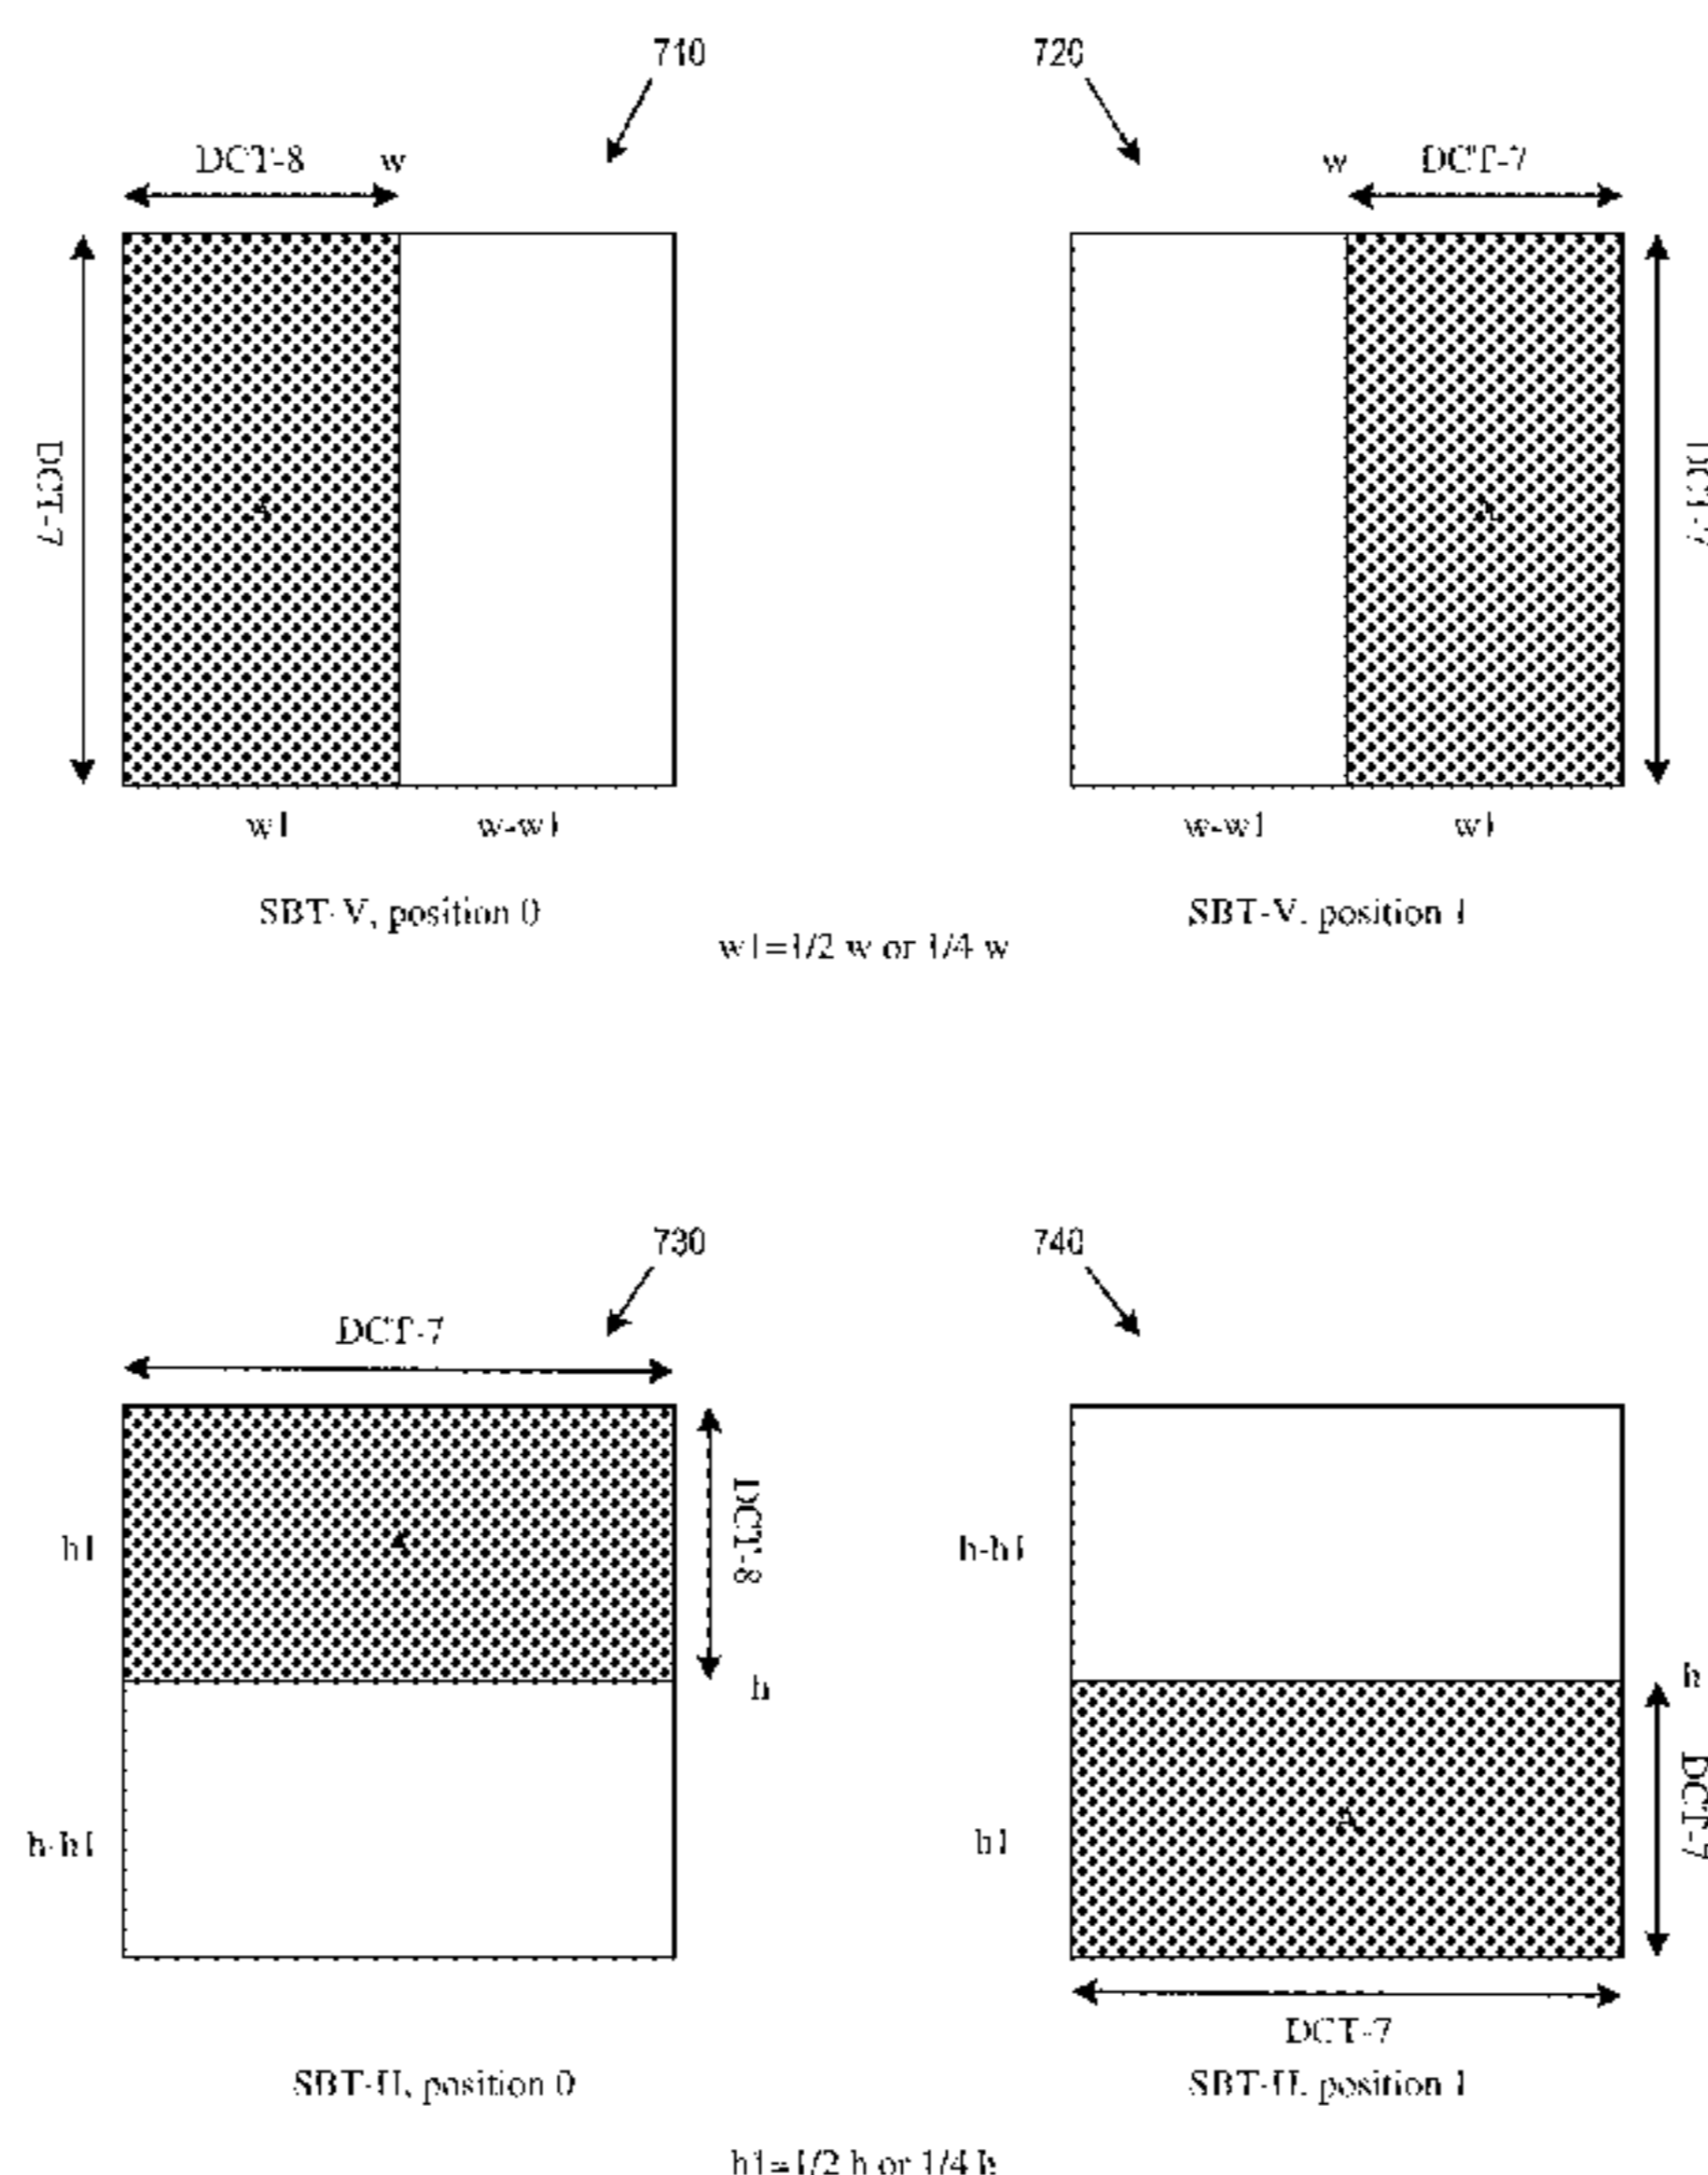 710
720
DCT-8 w
w DCT-7
DCT-7
A
A
DCT-7
w1 w-w1
w-w1 w1
SBT-V, position 0
SBT-V, position 1
w1=1/2 w or 1/4 w
730
740
DCT-7
h1
A
DCT-8
h
h-h1
h-h1
h
h1
A
DCT-7
DCT-7
SBT-H, position 0
SBT-H, position 1
h1=1/2 h or 1/4 h